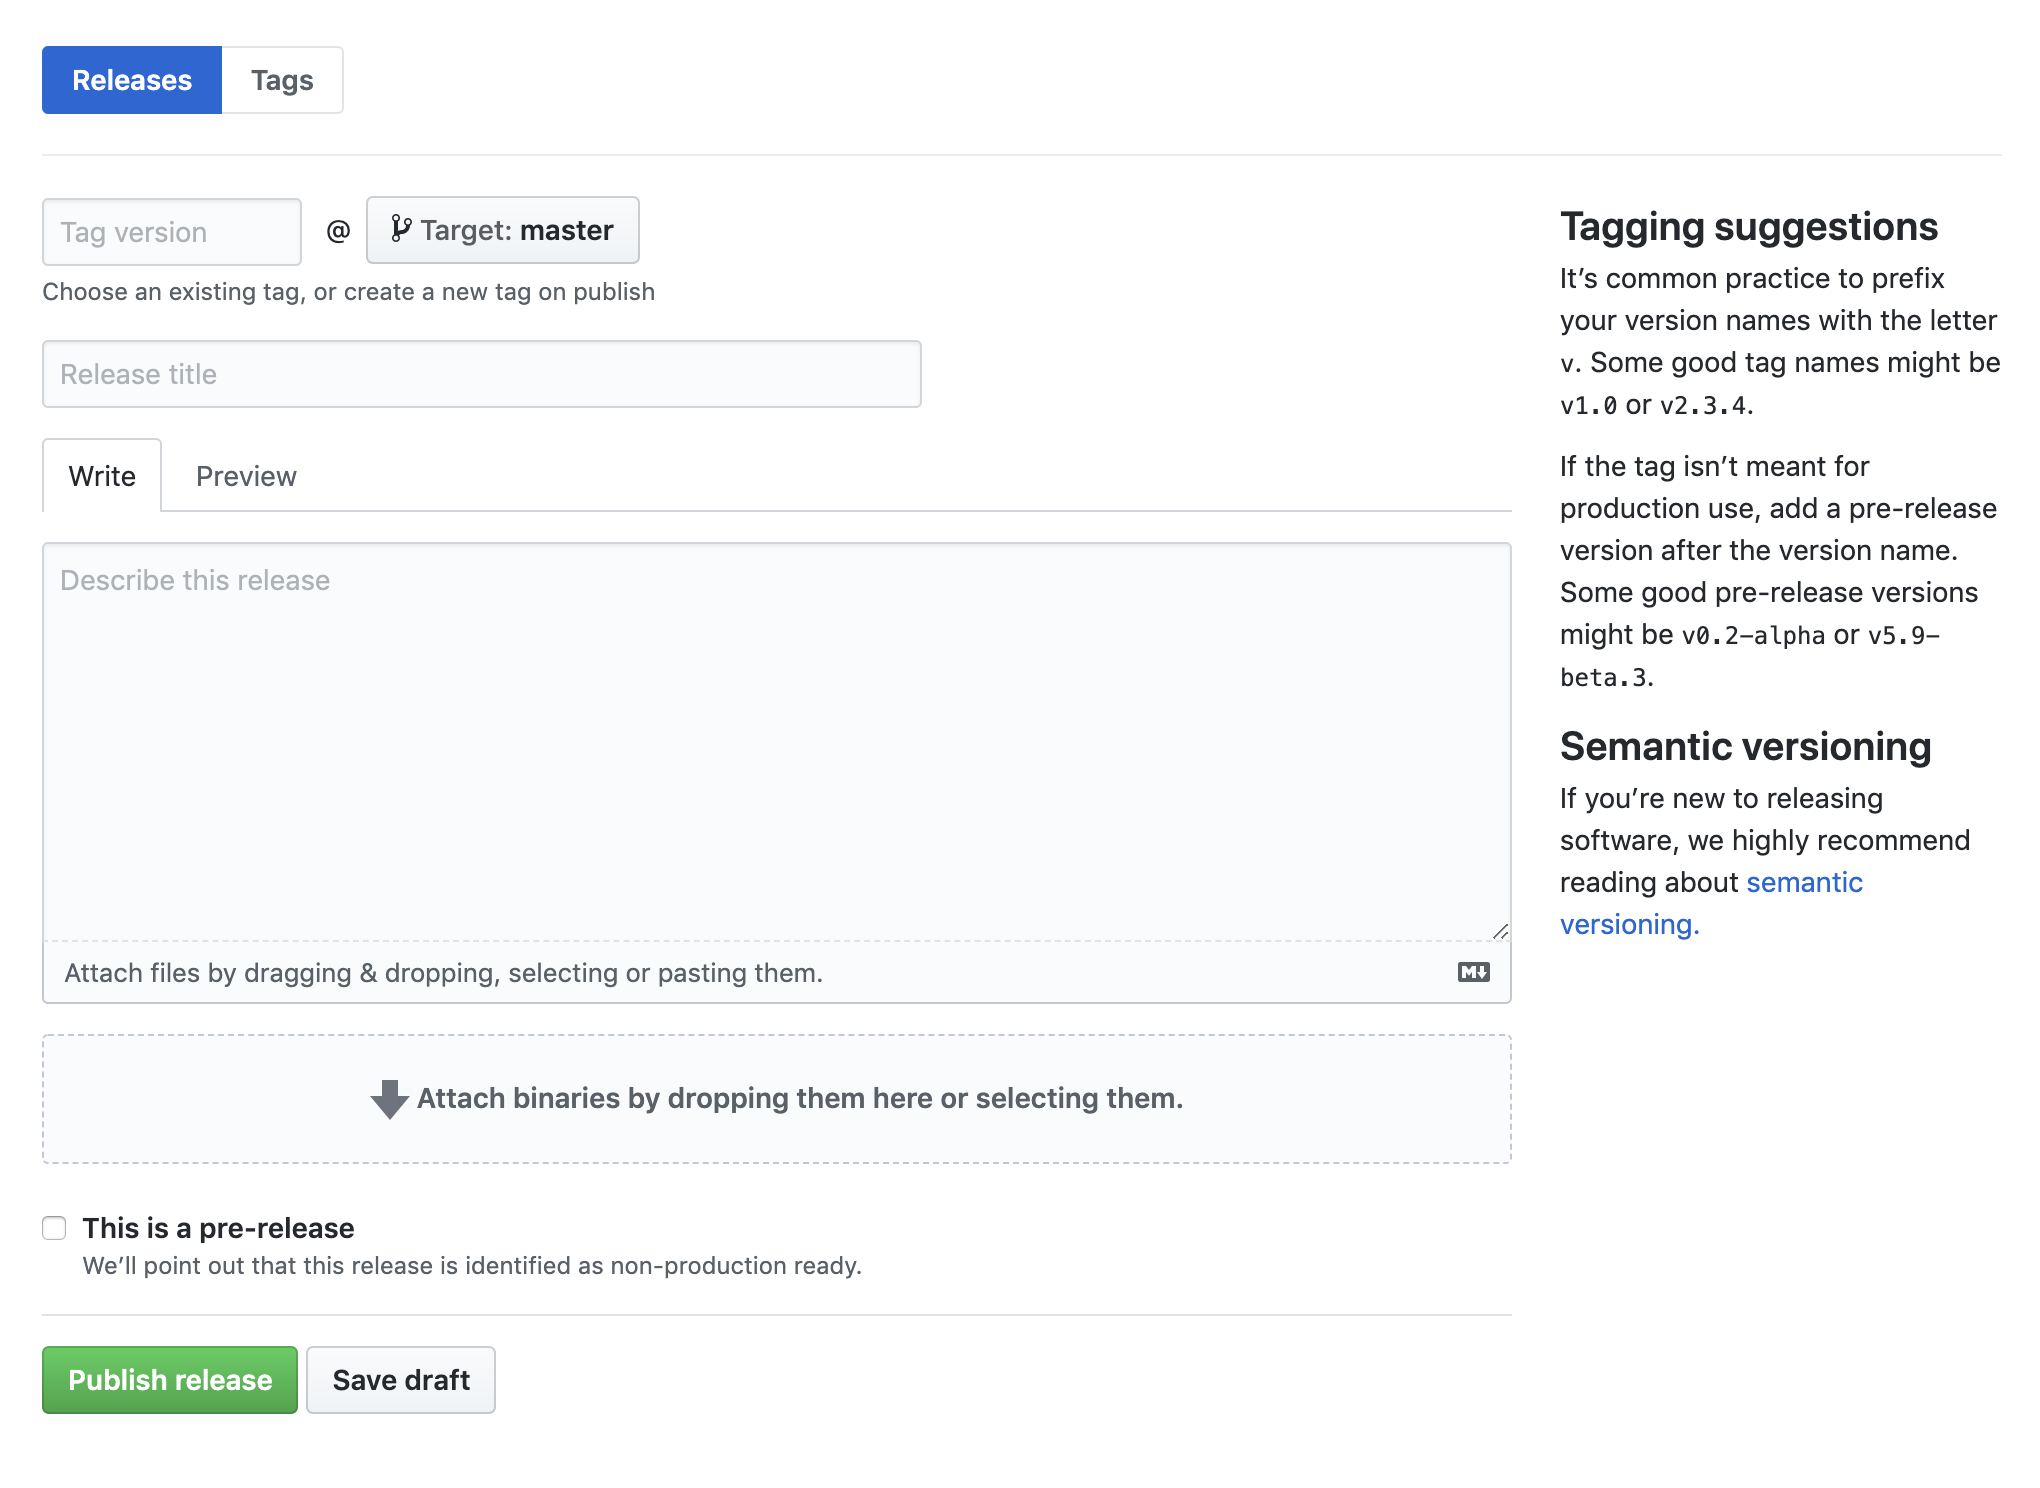 Releases Tags
Tag version @ Target: master
Choose an existing tag, or create a new tag on publish
Release title
Write Preview
Describe this release
Attach files by dragging & dropping, selecting or pasting them.
M
Attach binaries by dropping them here or selecting them.
This is a pre-release
We’ll point out that this release is identified as non-production ready.
Publish release Save draft
Tagging suggestions
It’s common practice to prefix
your version names with the letter
v. Some good tag names might be
v1.0 or v2.3.4.
If the tag isn’t meant for
production use, add a pre-release
version after the version name.
Some good pre-release versions
might be v0.2-alpha or v5.9-
beta.3.
Semantic versioning
If you’re new to releasing
software, we highly recommend
reading about semantic
versioning.